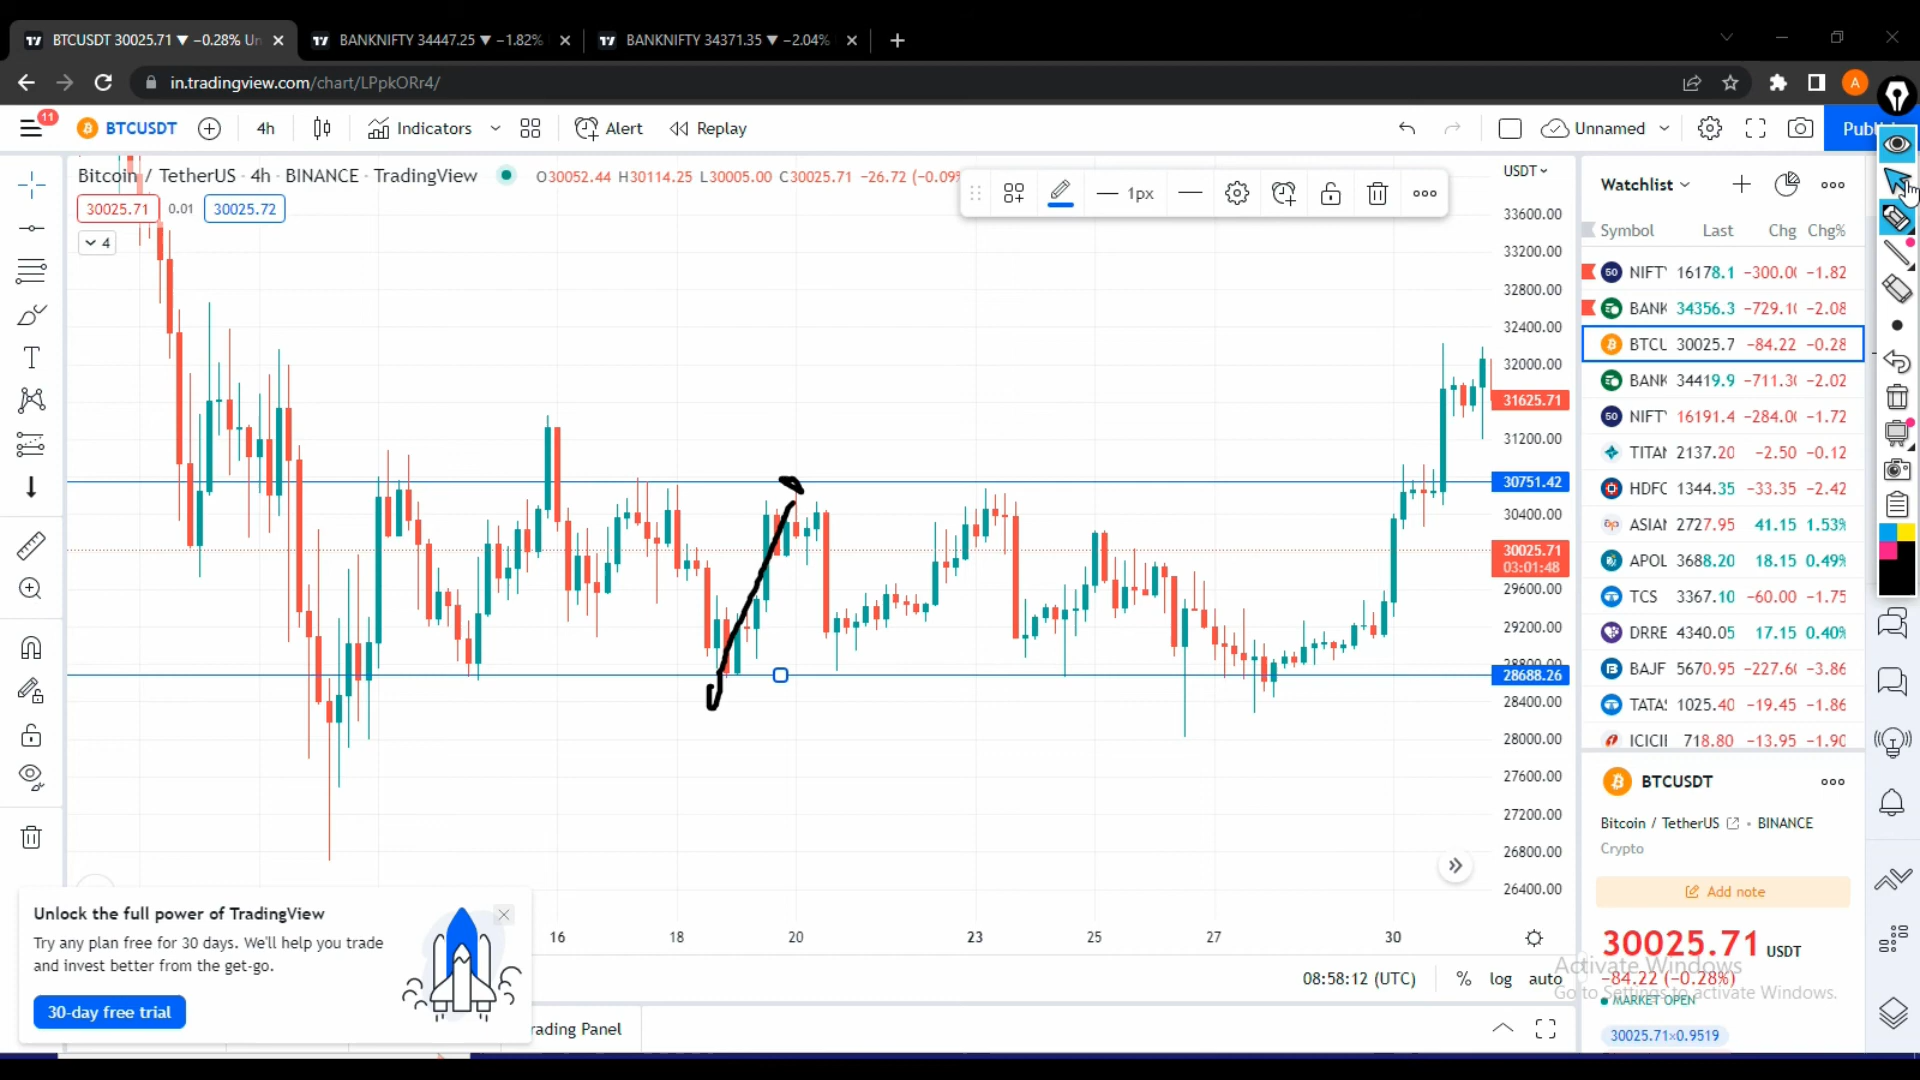 BTCUSDT 30025.71 ▼ −0.28% Un
BANKNIFTY 34447.25 ▼ −1.82%
BANKNIFTY 34371.35 ▼ −2.04%
in.tradingview.com/chart/LPpkORr4/
A
11
BTCUSDT
4h
Indicators
Alert
Replay
Unnamed
Publ
Bitcoin / TetherUS · 4h · BINANCE · TradingView
O30052.44 H30114.25 L30005.00 C30025.71 −26.72 (−0.09%
30025.71
0.01
30025.72
4
1px
USDT
33600.00
33200.00
32800.00
32400.00
32000.00
31625.71
31200.00
30751.42
30400.00
30025.71
03:01:48
29600.00
29200.00
28800.00
28688.26
28400.00
28000.00
27600.00
27200.00
26800.00
26400.00
16
18
20
23
25
27
30
Watchlist
Symbol Last Chg Chg%
50 NIFT 16178.1 −300.0 −1.82
BANK 34356.3 −729.1 −2.08
BTCU 30025.7 −84.22 −0.28
BANK 34419.9 −711.3 −2.02
50 NIFT 16191.4 −284.0 −1.72
TITA 2137.20 −2.50 −0.12
HDFC 1344.35 −33.35 −2.42
ap ASIA 2727.95 41.15 1.53%
APOL 3688.20 18.15 0.49%
TCS 3367.10 −60.00 −1.75
DRRE 4340.05 17.15 0.40%
BAJF 5670.95 −227.6 −3.86
TATA 1025.40 −19.45 −1.86
ICICI 718.80 −13.95 −1.90
BTCUSDT
Bitcoin / TetherUS • BINANCE
Crypto
Add note
30025.71 USDT
−84.22 (−0.28%)
MARKET OPEN
30025.71×0.9519
Activate Windows
Go to Settings to activate Windows.
Unlock the full power of TradingView
Try any plan free for 30 days. We'll help you trade
and invest better from the get-go.
30-day free trial
08:58:12 (UTC)
%
log
auto
rading Panel